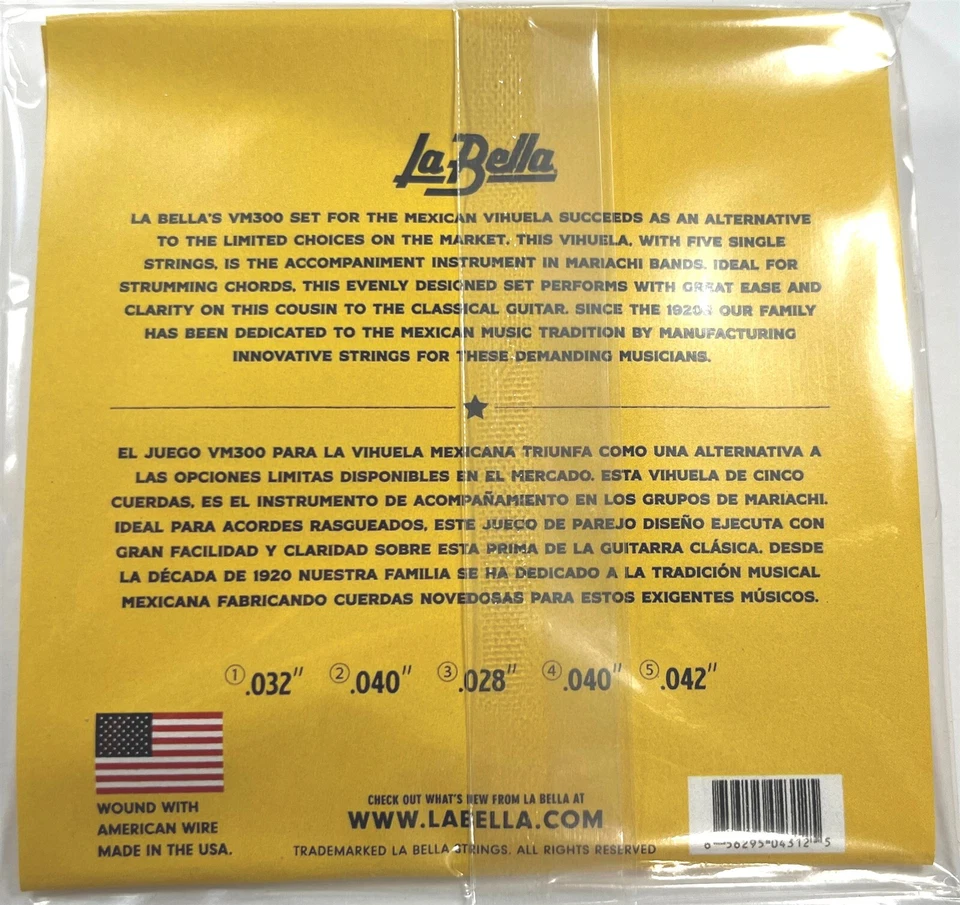 La Bella
LA BELLA'S VM300 SET FOR THE MEXICAN VIHUELA SUCCEEDS AS AN ALTERNATIVE
TO THE LIMITED CHOICES ON THE MARKET. THIS VIHUELA, WITH FIVE SINGLE
STRINGS, IS THE ACCOMPANIMENT INSTRUMENT IN MARIACHI BANDS. IDEAL FOR
STRUMMING CHORDS, THIS EVENLY DESIGNED SET PERFORMS WITH GREAT EASE AND
CLARITY ON THIS COUSIN TO THE CLASSICAL GUITAR. SINCE THE 1920s OUR FAMILY
HAS BEEN DEDICATED TO THE MEXICAN MUSIC TRADITION BY MANUFACTURING
INNOVATIVE STRINGS FOR THESE DEMANDING MUSICIANS.
EL JUEGO VM300 PARA LA VIHUELA MEXICANA TRIUNFA COMO UNA ALTERNATIVA A
LAS OPCIONES LIMITAS DISPONIBLES EN EL MERCADO. ESTA VIHUELA DE CINCO
CUERDAS, ES EL INSTRUMENTO DE ACOMPAÑAMIENTO EN LOS GRUPOS DE MARIACHI.
IDEAL PARA ACORDES RASGUEADOS, ESTE JUEGO DE PAREJO DISEÑO EJECUTA CON
GRAN FACILIDAD Y CLARIDAD SOBRE ESTA PRIMA DE LA GUITARRA CLÁSICA. DESDE
LA DÉCADA DE 1920 NUESTRA FAMILIA SE HA DEDICADO A LA TRADICIÓN MUSICAL
MEXICANA FABRICANDO CUERDAS NOVEDOSAS PARA ESTOS EXIGENTES MÚSICOS.
① .032" ② .040" ③ .028" ④ .040" ⑤ .042"
WOUND WITH
AMERICAN WIRE
MADE IN THE USA.
CHECK OUT WHAT'S NEW FROM LA BELLA AT
WWW.LABELLA.COM
TRADEMARKED LA BELLA STRINGS. ALL RIGHTS RESERVED
6 56295 04312 5